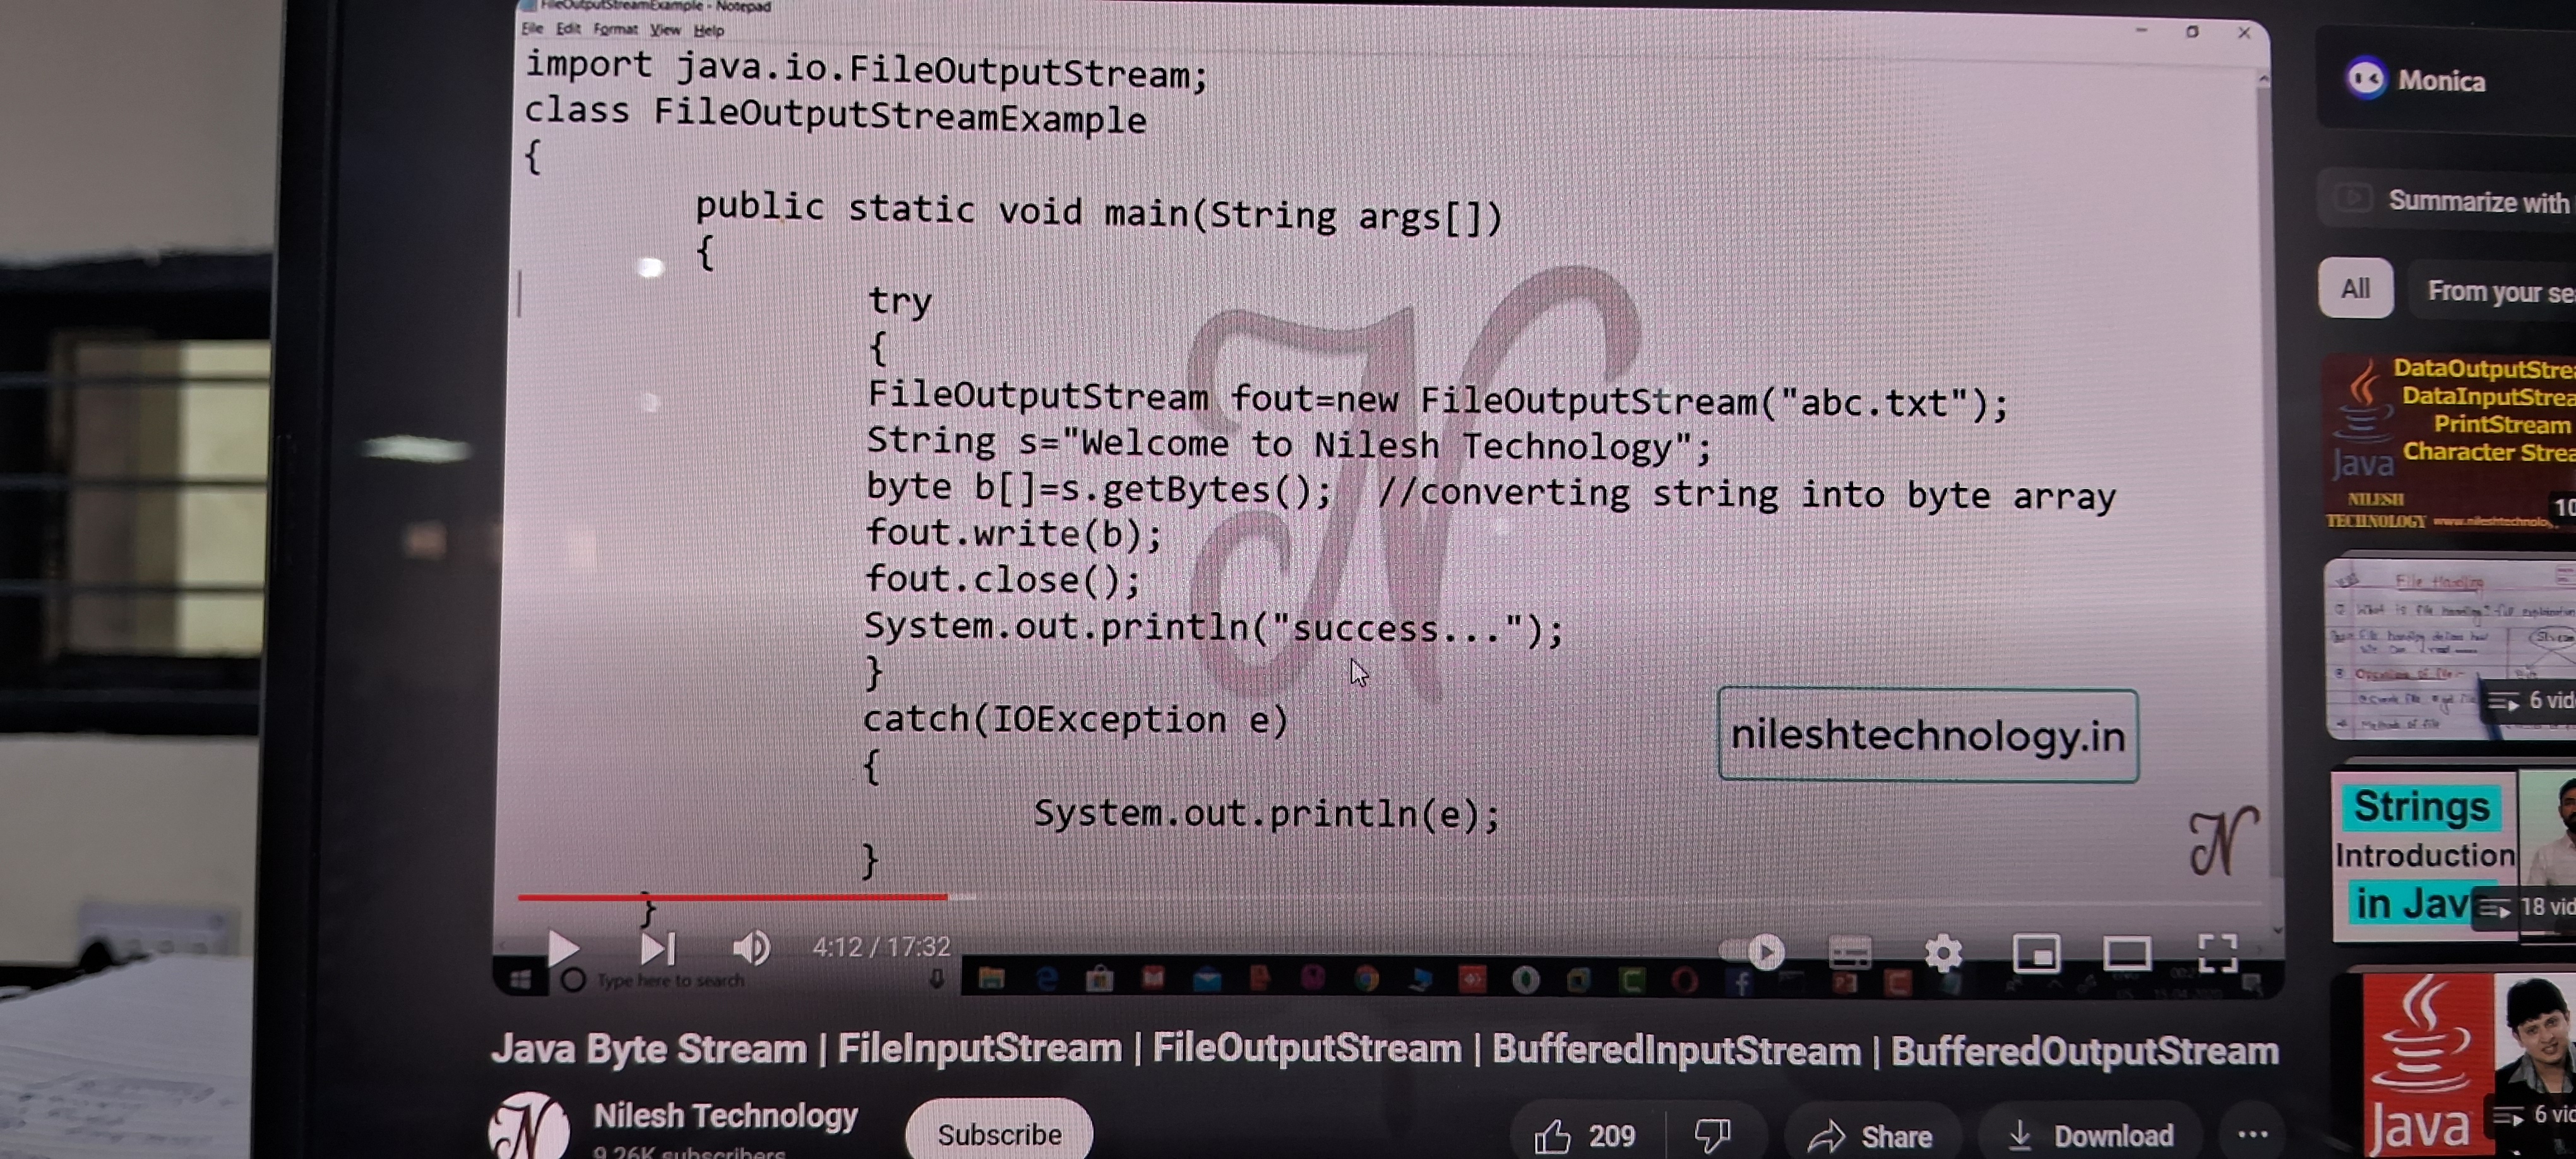 FileOutputStreamExample - Notepad
File Edit Format View Help
import java.io.FileOutputStream;
class FileOutputStreamExample
{
public static void main(String args[])
{
try
{
FileOutputStream fout=new FileOutputStream("abc.txt");
String s="Welcome to Nilesh Technology";
byte b[]=s.getBytes(); //converting string into byte array
fout.write(b);
fout.close();
System.out.println("success...");
}
catch(IOException e)
{
System.out.println(e);
}
}
nileshtechnology.in
N
4:12 / 17:32
Type here to search
Java Byte Stream | FileInputStream | FileOutputStream | BufferedInputStream | BufferedOutputStream
N
Nilesh Technology
9.26K subscribers
Subscribe
209
Share
Download
Monica
Summarize with
All
From your se
DataOutputStrea
DataInputStrea
PrintStream
Character Strea
Java
NILESH
TECHNOLOGY
10
File Handling
6 vid
Strings
Introduction
in Jav
18 vid
Java
6 vid